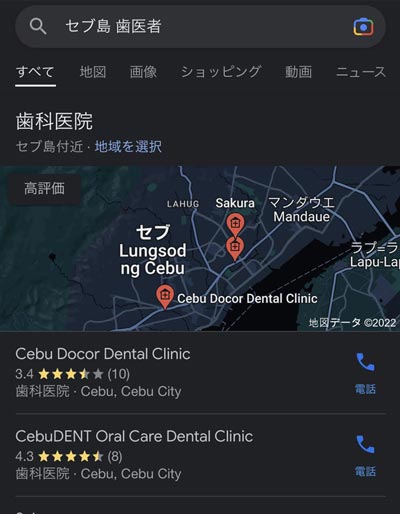 セブ島 歯医者
すべて 地図 画像 ショッピング 動画 ニュース
歯科医院
セブ島付近・地域を選択
高評価
LAHUG
Sakura
マンダウエ
Mandaue
セブ
Lungsod
ng Cebu
ラプ=ラ
Lapu-Lap
Cebu Docor Dental Clinic
地図データ ©2022
Cebu Docor Dental Clinic
3.4 (10)
歯科医院・Cebu, Cebu City
電話
CebuDENT Oral Care Dental Clinic
4.3 (8)
歯科医院・Cebu, Cebu City
電話